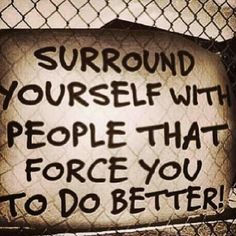 SURROUND
YOURSELF WITH
PEOPLE THAT
FORCE YOU
TO DO BETTER!